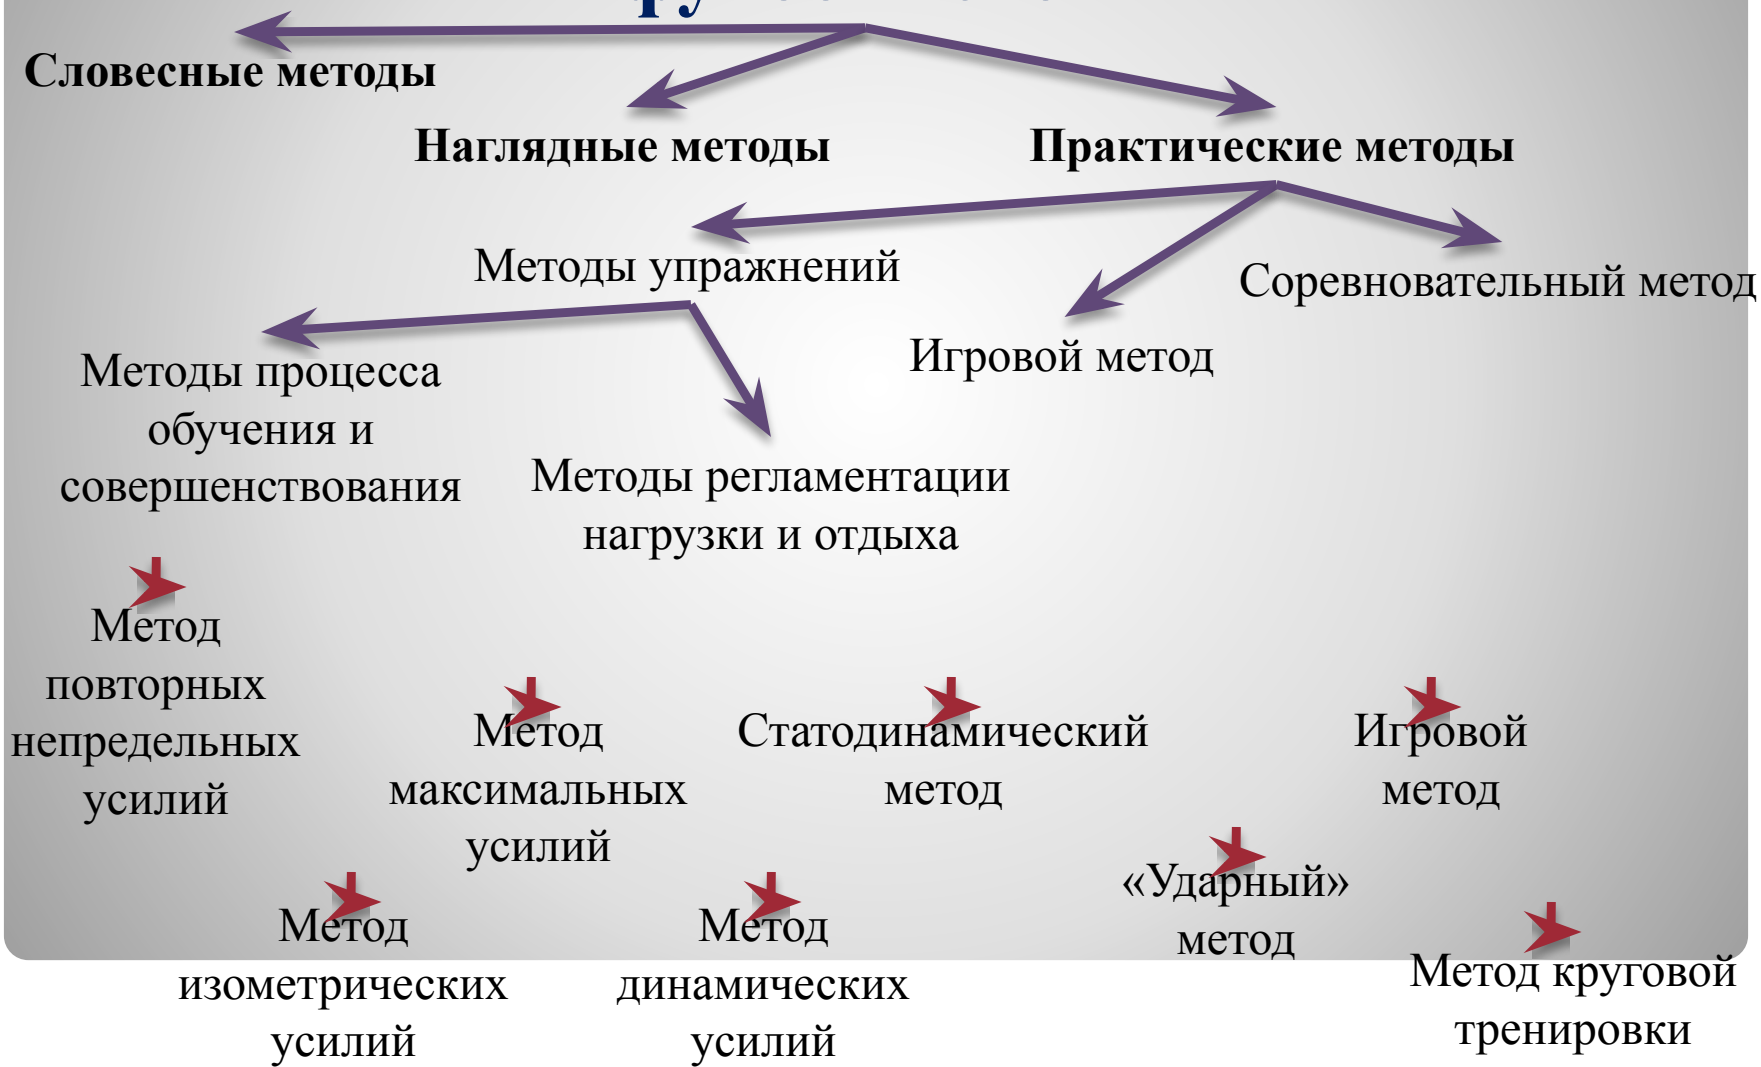 Словесные методы
Наглядные методы
Практические методы
Методы упражнений
Соревновательный метод
Игровой метод
Методы процесса
обучения и
совершенствования
Методы регламентации
нагрузки и отдыха
Метод
повторных
непредельных
усилий
Метод
максимальных
усилий
Статодинамический
метод
Игровой
метод
«Ударный»
метод
Метод
изометрических
усилий
Метод
динамических
усилий
Метод круговой
тренировки